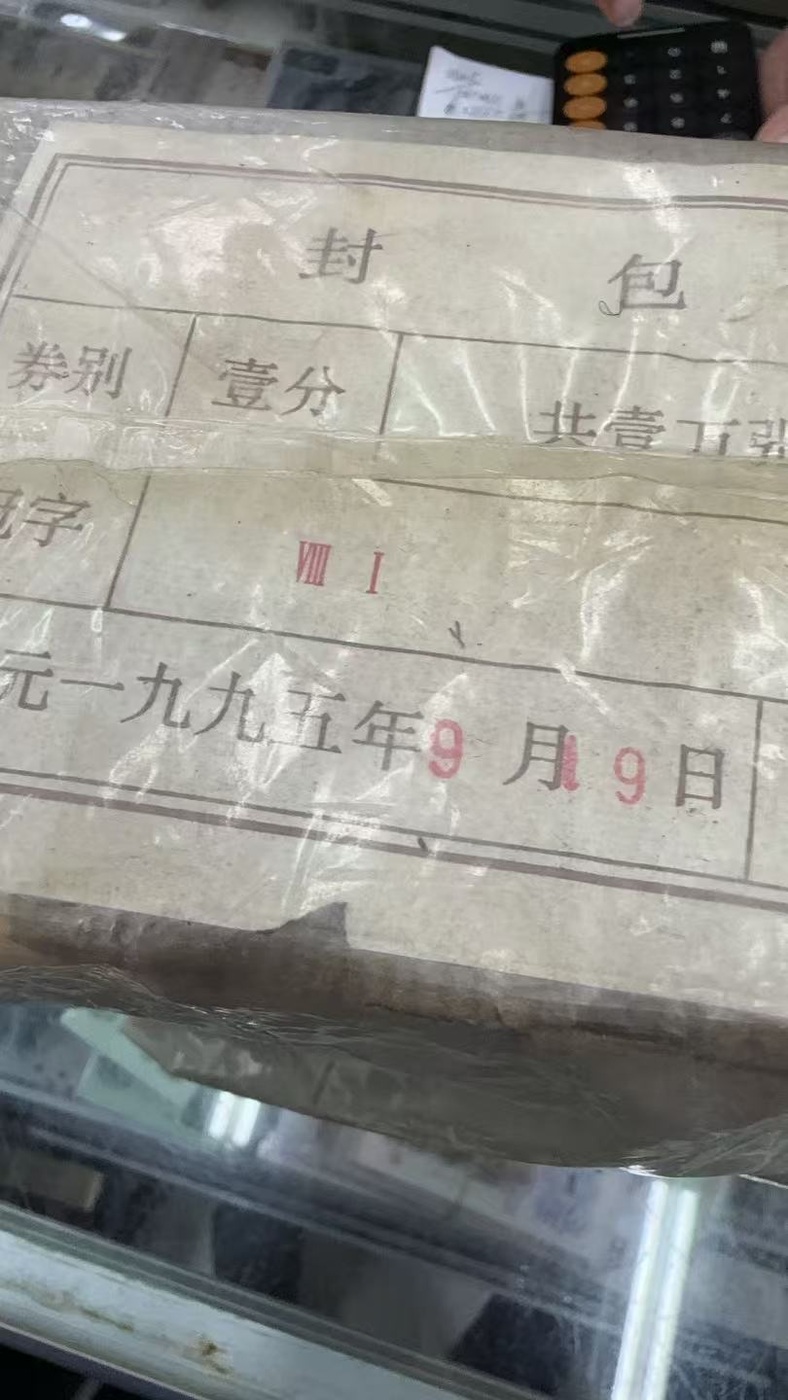 封 包
券别 壹分 共壹万张
冠字 Ⅷ Ⅰ
元一九九五年9月19日